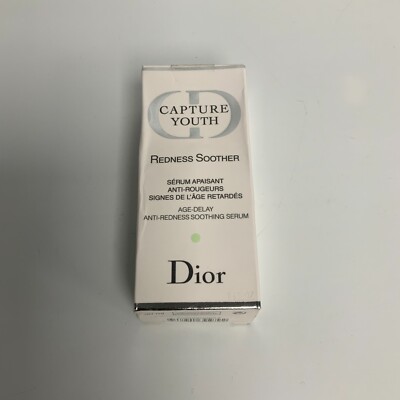 CAPTURE
YOUTH
REDNESS SOOTHER
SÉRUM APAISANT
ANTI-ROUGEURS
SIGNES DE L'ÂGE RETARDÉS
AGE-DELAY
ANTI-REDNESS SOOTHING SERUM
Dior